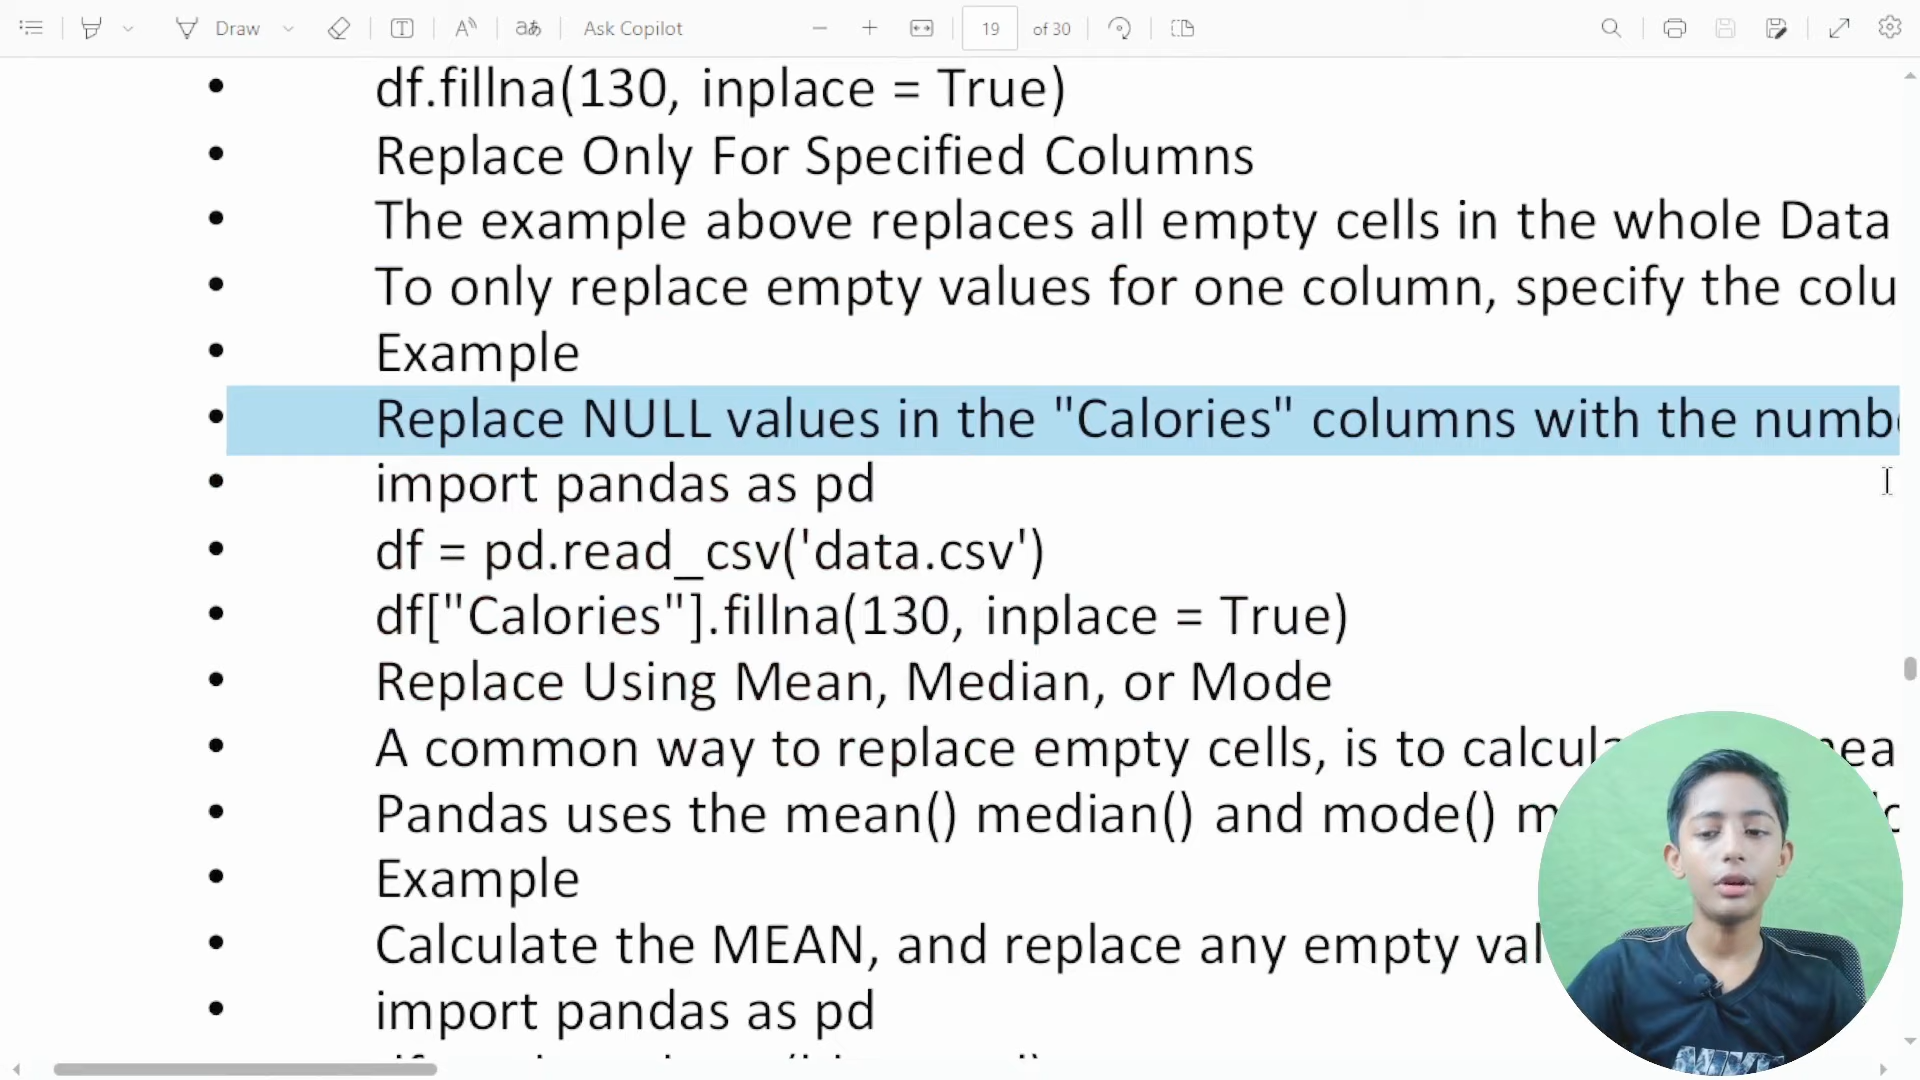 Draw
Ask Copilot
19 of 30
df.fillna(130, inplace = True)
Replace Only For Specified Columns
The example above replaces all empty cells in the whole Data
To only replace empty values for one column, specify the colu
Example
Replace NULL values in the "Calories" columns with the numb
import pandas as pd
df = pd.read_csv('data.csv')
df["Calories"].fillna(130, inplace = True)
Replace Using Mean, Median, or Mode
A common way to replace empty cells, is to calcul
Pandas uses the mean() median() and mode() m
Example
Calculate the MEAN, and replace any empty val
import pandas as pd